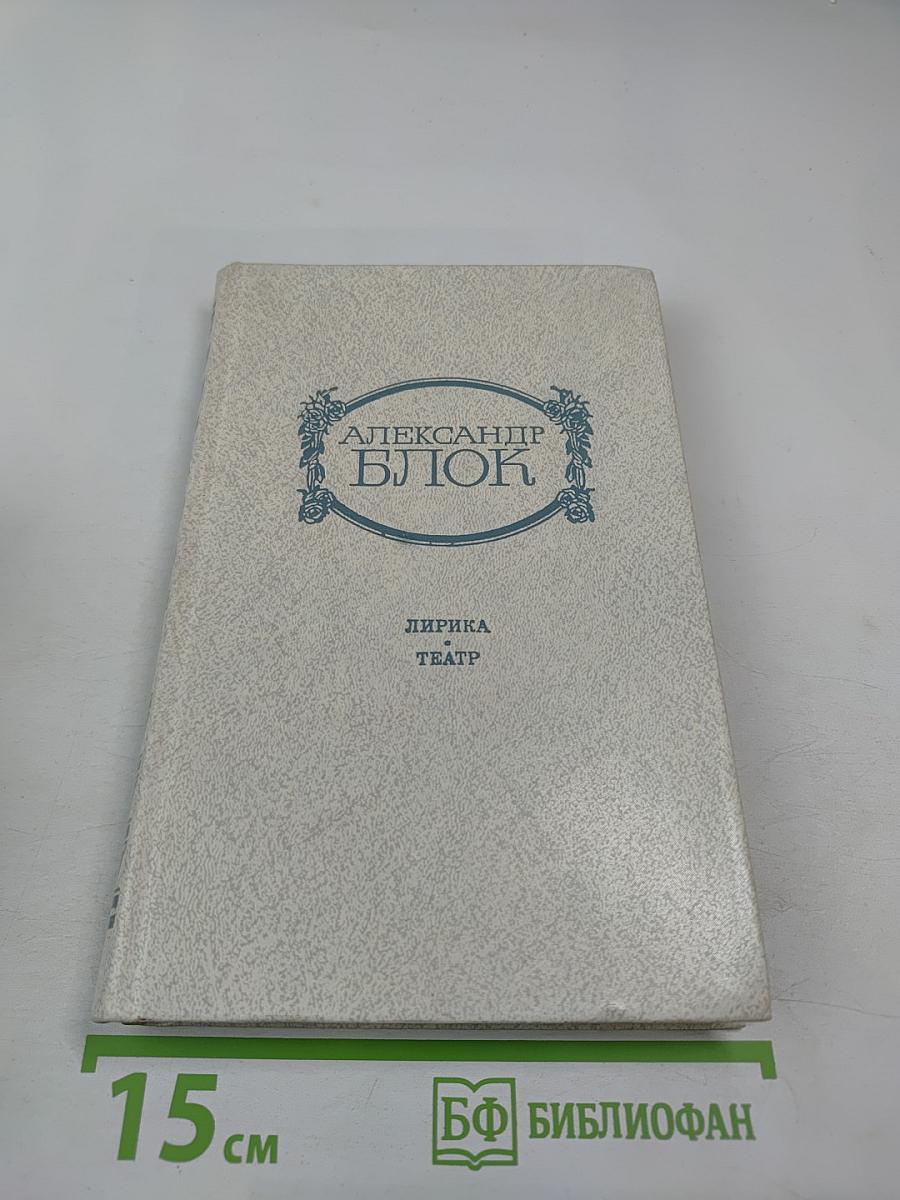 АЛЕКСАНДР
БЛОК
ЛИРИКА
•
ТЕАТР
15 см
БФ БИБЛИОФАН